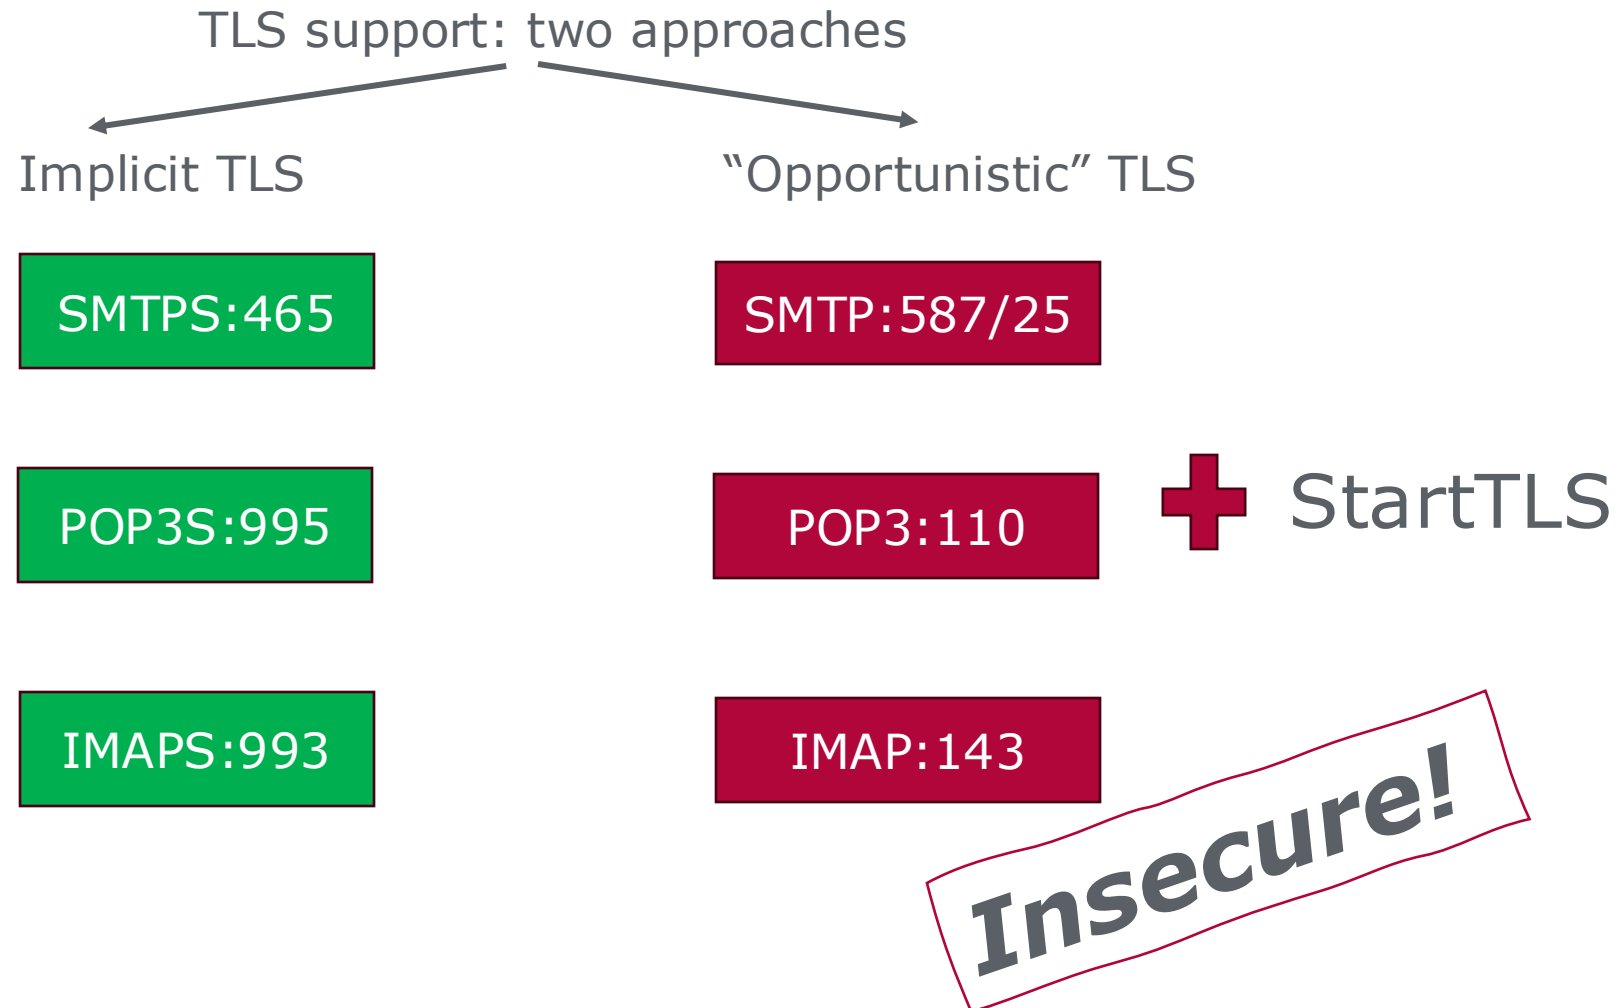 TLS support: two approaches
Implicit TLS
“Opportunistic” TLS
SMTPS:465
SMTP:587/25
POP3S:995
POP3:110
StartTLS
IMAPS:993
IMAP:143
Insecure!